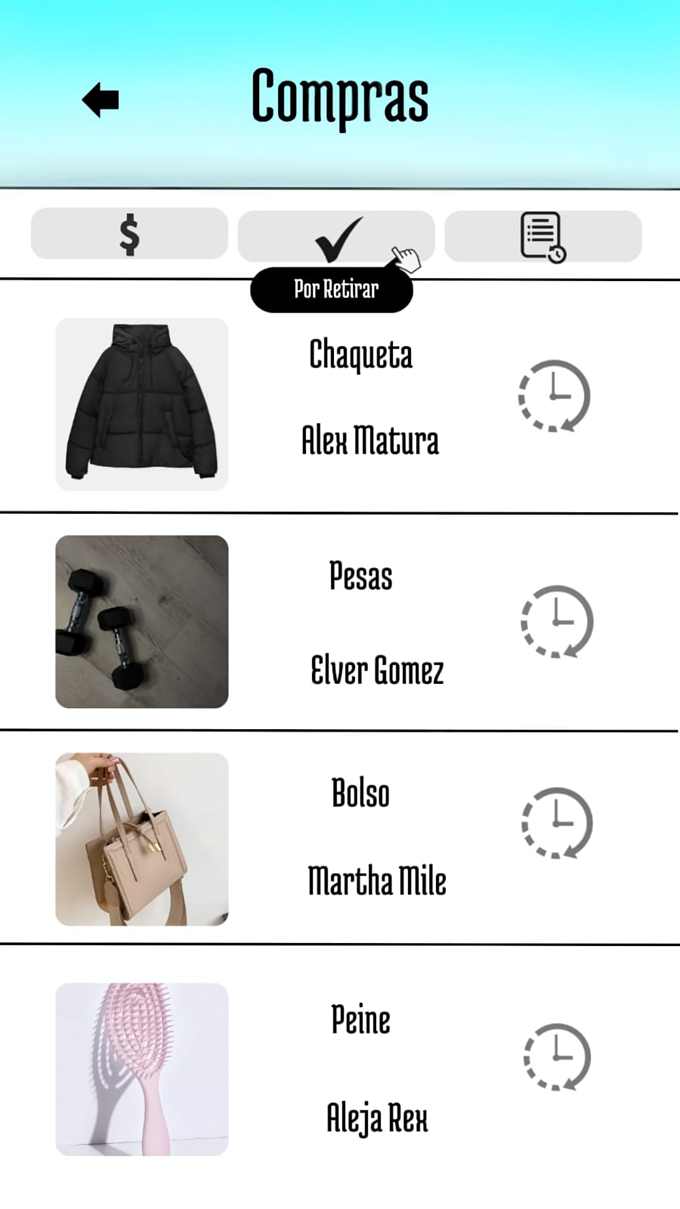 Compras
$
Por Retirar
Chaqueta
Alex Matura
Pesas
Elver Gomez
Bolso
Martha Mile
Peine
Aleja Rex